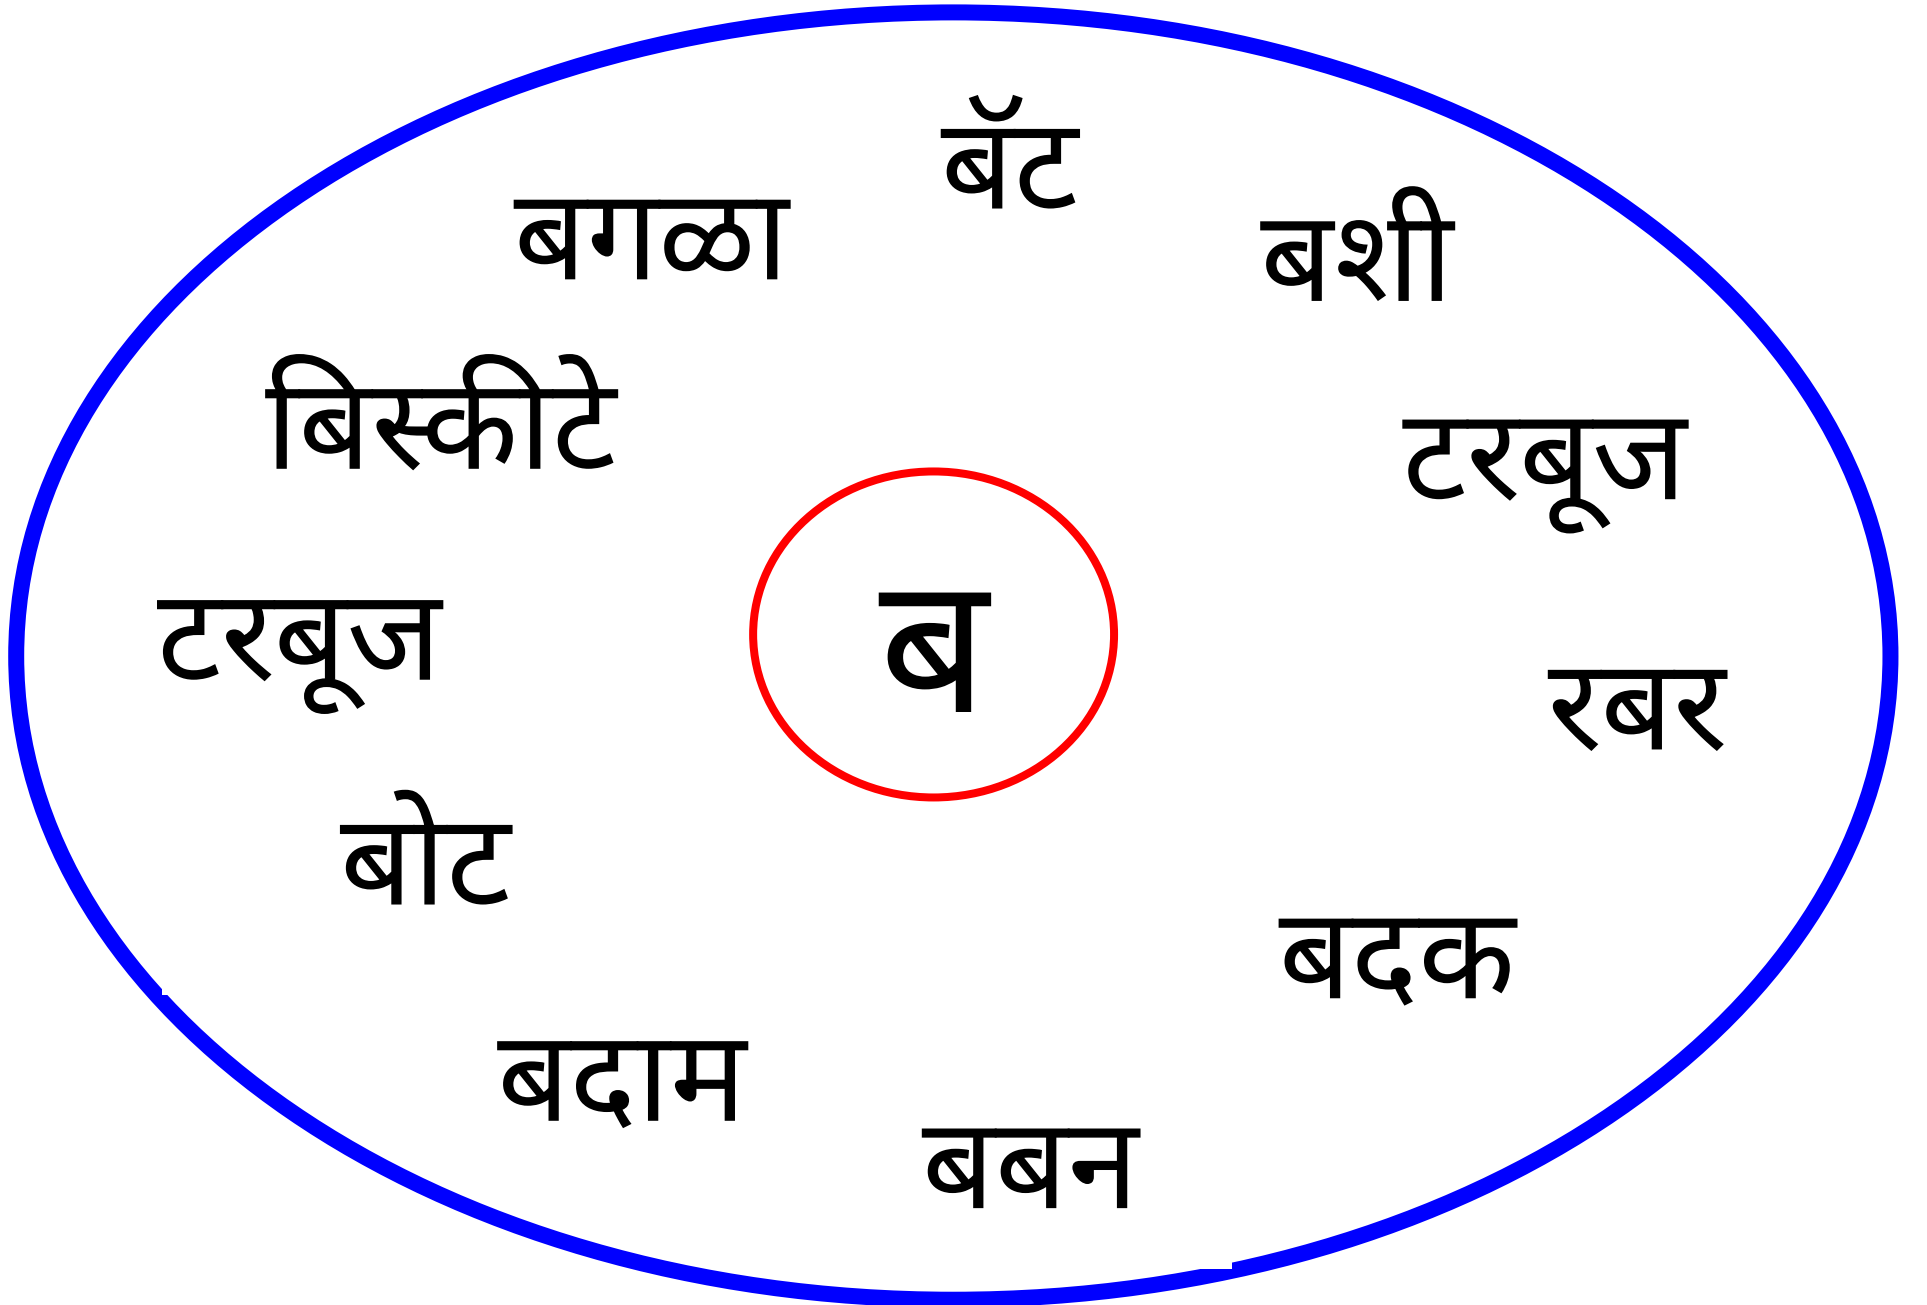 बॅट
बगळा
बशी
बिस्कीटे
टरबूज
टरबूज
ब
रबर
बोट
बदक
बदाम
बबन